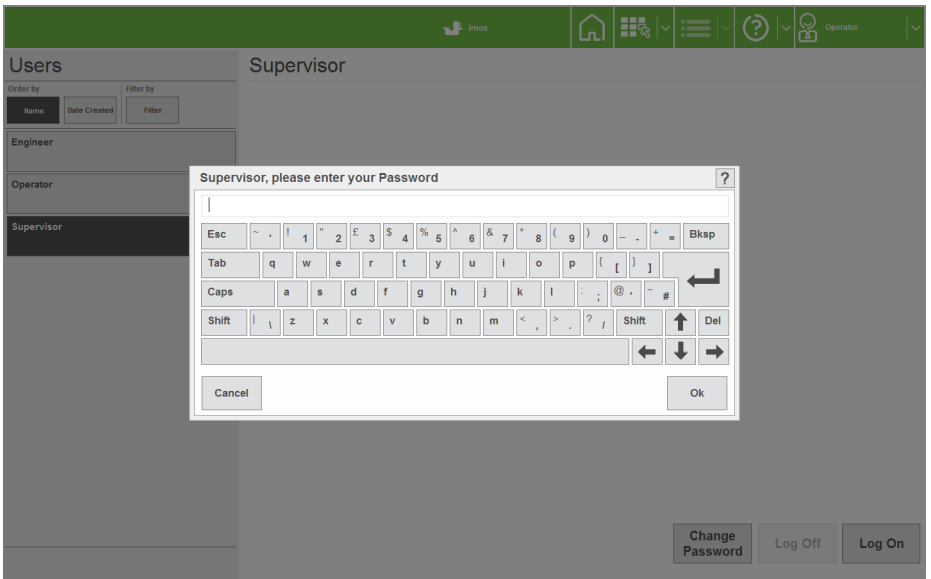 imos
Operator
Users
Supervisor
Order by
Filter by
Name
Date Created
Filter
Engineer
Operator
Supervisor
Supervisor, please enter your Password
?
Esc ~ ` ! 1 " 2 £ 3 $ 4 % 5 ^ 6 & 7 * 8 ( 9 ) 0 _ - + = Bksp
Tab q w e r t y u i o p { [ } ]
Caps a s d f g h j k l : ; @ ' ~ #
Shift | \ z x c v b n m < , > . ? / Shift Del
Cancel
Ok
Change
Password
Log Off
Log On